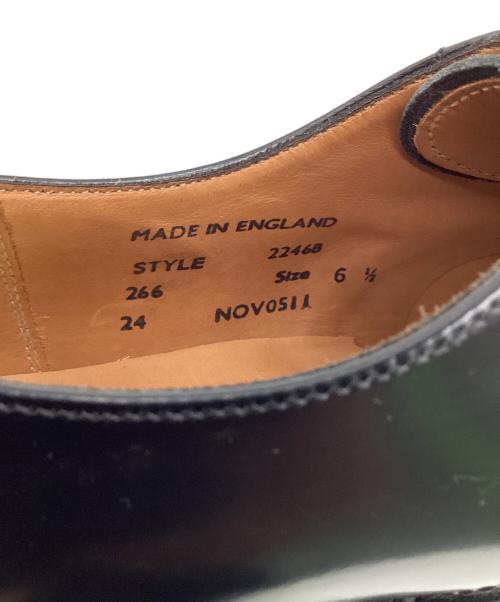 MADE IN ENGLAND
STYLE 22468
266 Size 6 ½
24 NOV0511